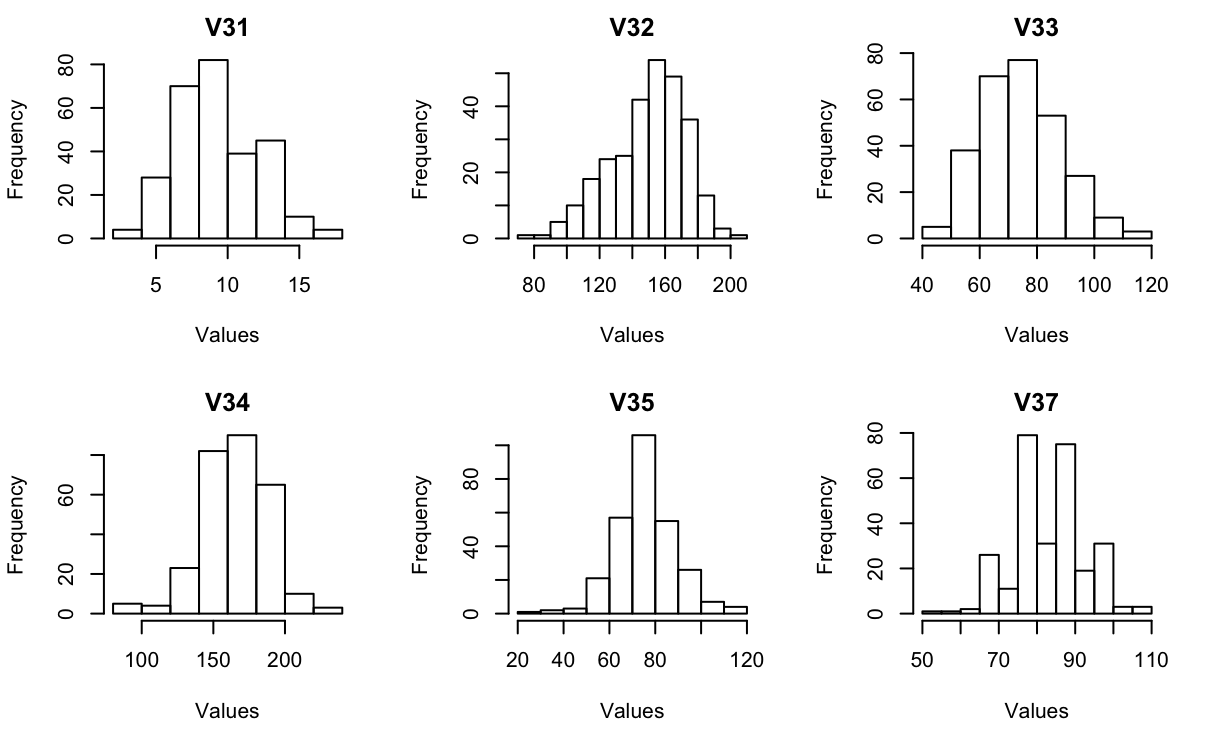 V31
Frequency
0 20 40 60 80
5 10 15
Values
V32
Frequency
0 20 40
80 120 160 200
Values
V33
Frequency
0 20 40 60 80
40 60 80 100 120
Values
V34
Frequency
0 20 60
100 150 200
Values
V35
Frequency
0 40 80
20 40 60 80 120
Values
V37
Frequency
0 20 40 60 80
50 70 90 110
Values